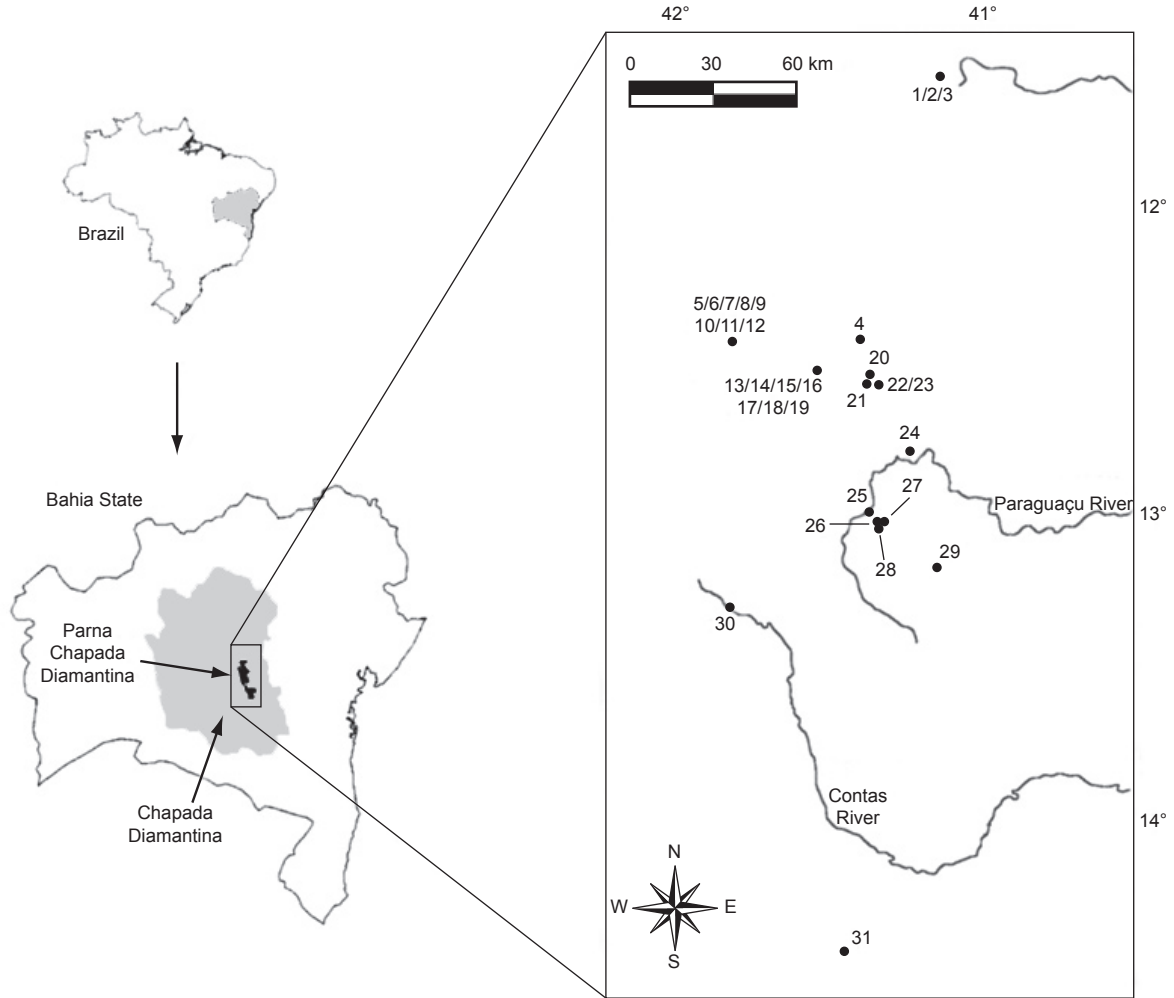 42°
41°
0 30 60 km
1/2/3
12°
Brazil
5/6/7/8/9
10/11/12
4
20
13/14/15/16
17/18/19
21
22/23
24
Bahia State
25
27
Paraguaçu River
13°
26
28
29
30
Parna
Chapada
Diamantina
Chapada
Diamantina
Contas
River
14°
N
W
E
S
31